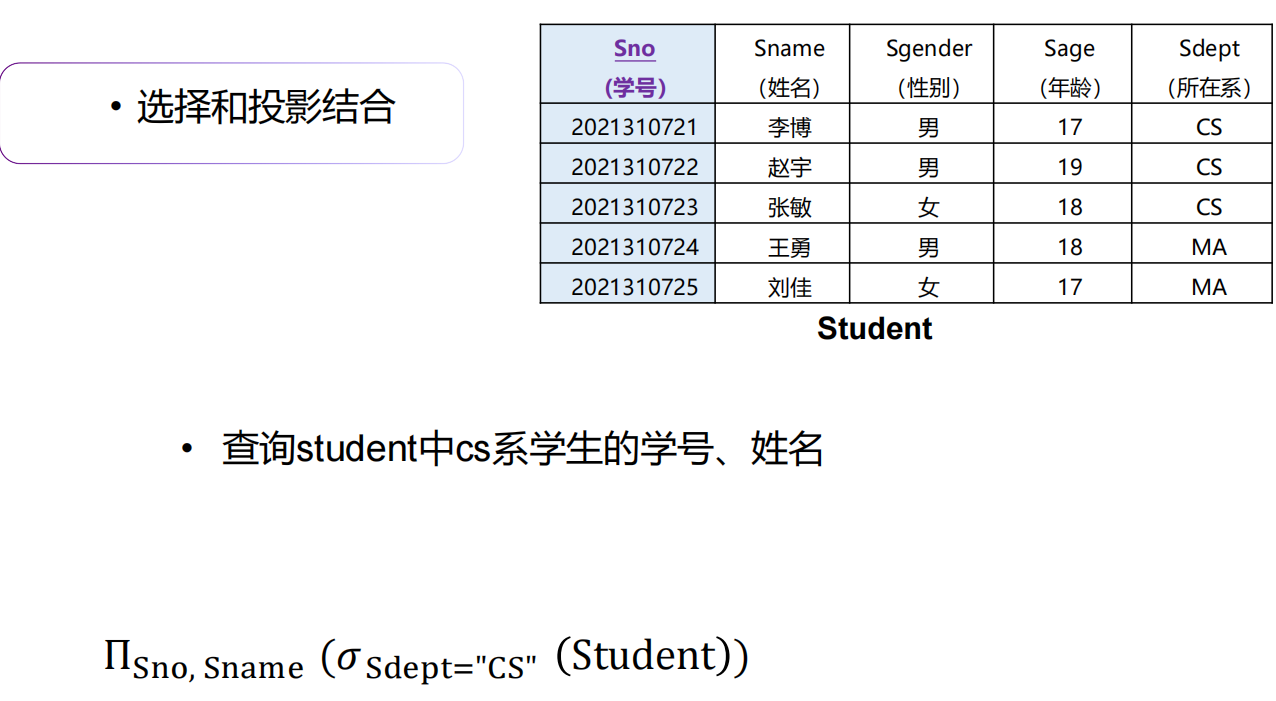 • 选择和投影结合
Sno Sname Sgender Sage Sdept
(学号) (姓名) (性别) (年龄) (所在系)
2021310721 李博 男 17 CS
2021310722 赵宇 男 19 CS
2021310723 张敏 女 18 CS
2021310724 王勇 男 18 MA
2021310725 刘佳 女 17 MA
Student
• 查询student中cs系学生的学号、姓名
Π_{Sno, Sname} (σ_{Sdept="CS"} (Student))